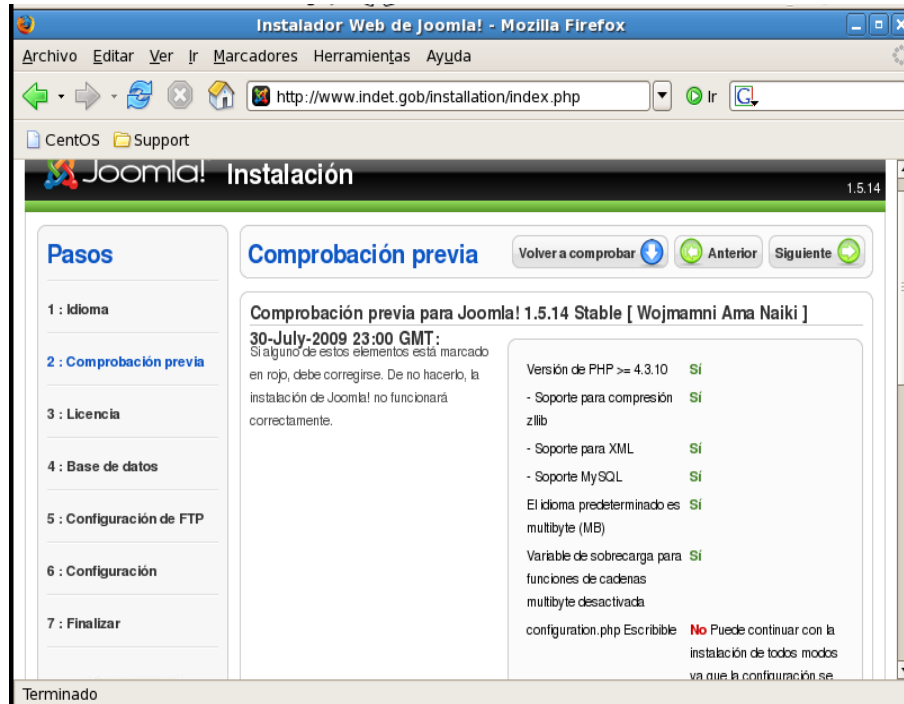 Instalador Web de Joomla! - Mozilla Firefox
Archivo Editar Ver Ir Marcadores Herramientas Ayuda
http://www.indet.gob/installation/index.php
Ir
G
CentOS Support
Joomla! Instalación
1.5.14
Pasos
1 : Idioma
2 : Comprobación previa
3 : Licencia
4 : Base de datos
5 : Configuración de FTP
6 : Configuración
7 : Finalizar
Comprobación previa
Volver a comprobar
Anterior
Siguiente
Comprobación previa para Joomla! 1.5.14 Stable [ Wojmamni Ama Naiki ]
30-July-2009 23:00 GMT:
Si alguno de estos elementos está marcado
en rojo, debe corregirse. De no hacerlo, la
instalación de Joomla! no funcionará
correctamente.
Versión de PHP >= 4.3.10 Sí
- Soporte para compresión Sí
zllib
- Soporte para XML Sí
- Soporte MySQL Sí
El idioma predeterminado es Sí
multibyte (MB)
Variable de sobrecarga para Sí
funciones de cadenas
multibyte desactivada
configuration.php Escribible No Puede continuar con la
instalación de todos modos
ya que la configuración se
Terminado